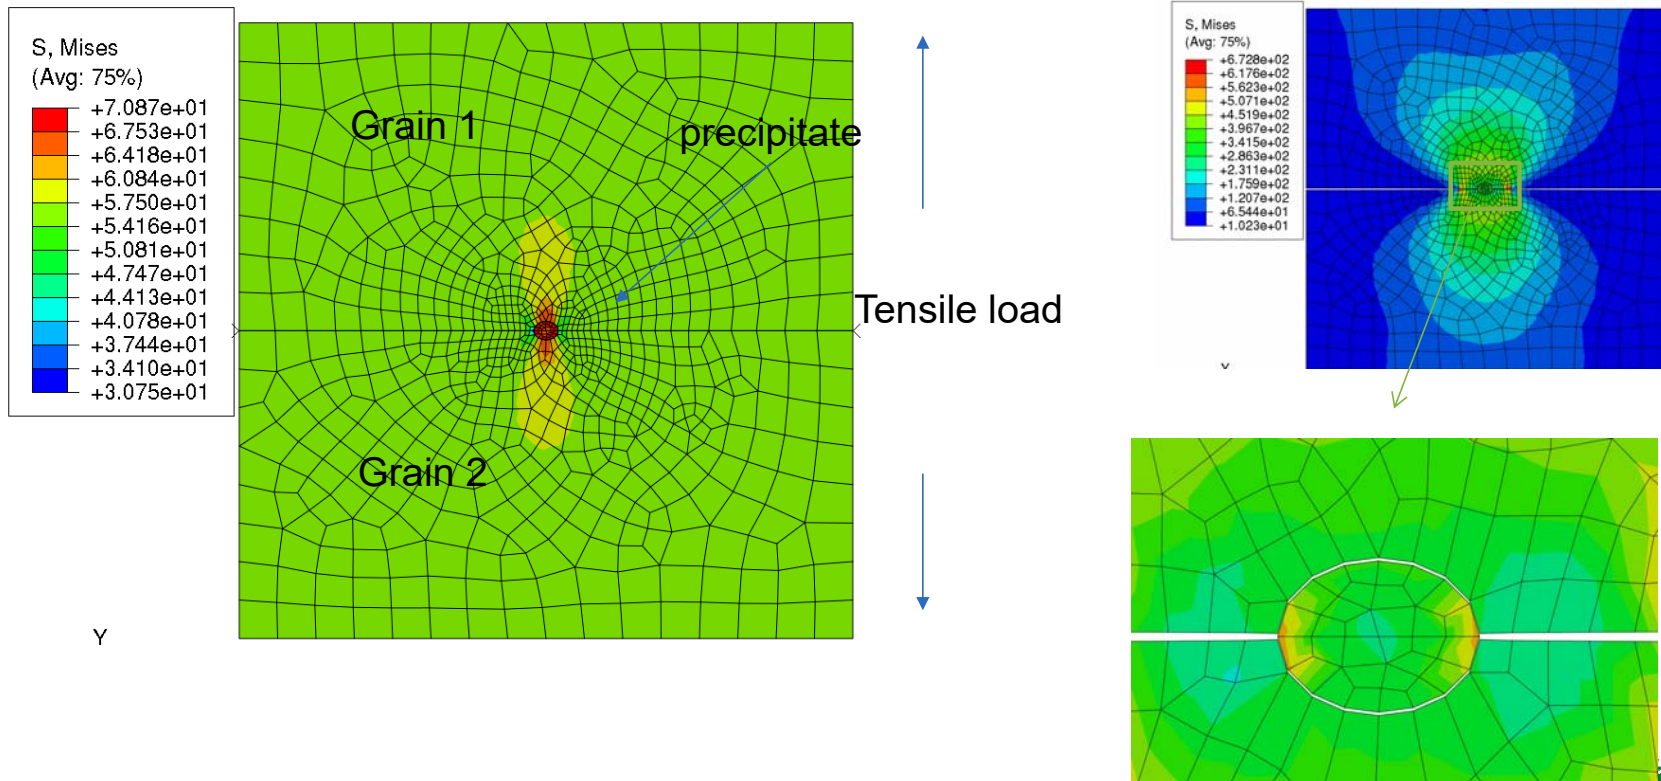 S, Mises
(Avg: 75%)
+7.087e+01
+6.753e+01
+6.418e+01
+6.084e+01
+5.750e+01
+5.416e+01
+5.081e+01
+4.747e+01
+4.413e+01
+4.078e+01
+3.744e+01
+3.410e+01
+3.075e+01
Grain 1
precipitate
Grain 2
Y
Tensile load
S, Mises
(Avg: 75%)
+6.728e+02
+6.176e+02
+5.623e+02
+5.071e+02
+4.519e+02
+3.967e+02
+3.415e+02
+2.863e+02
+2.311e+02
+1.759e+02
+1.207e+02
+6.544e+01
+1.023e+01